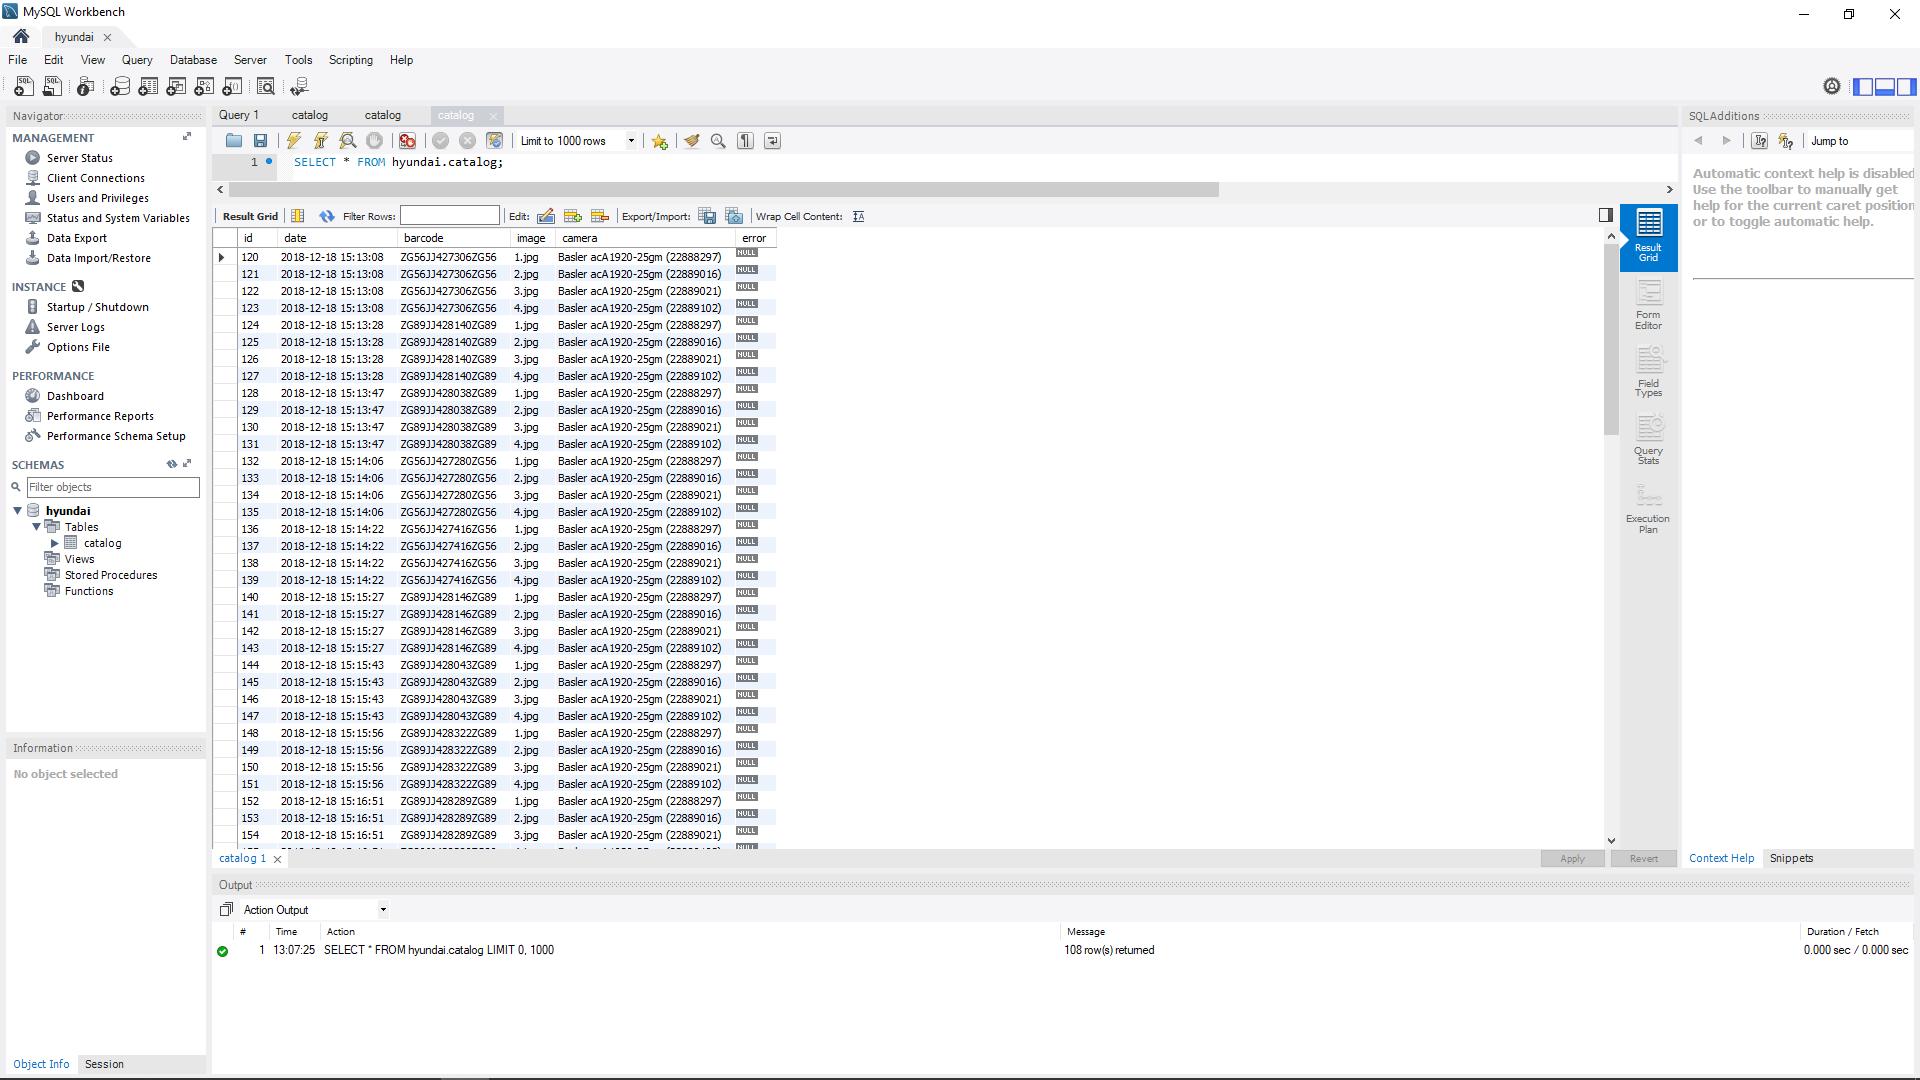 MySQL Workbench
hyundai
File Edit View Query Database Server Tools Scripting Help
Navigator
MANAGEMENT
Server Status
Client Connections
Users and Privileges
Status and System Variables
Data Export
Data Import/Restore
INSTANCE
Startup / Shutdown
Server Logs
Options File
PERFORMANCE
Dashboard
Performance Reports
Performance Schema Setup
SCHEMAS
Filter objects
hyundai
Tables
catalog
Views
Stored Procedures
Functions
Information
No object selected
Object Info Session
Query 1 catalog catalog catalog
Limit to 1000 rows
1 SELECT * FROM hyundai.catalog;
Result Grid Filter Rows: Edit: Export/Import: Wrap Cell Content:
id date barcode image camera error
120 2018-12-18 15:13:08 ZG56JJ427306ZG56 1.jpg Basler acA1920-25gm (22888297) NULL
121 2018-12-18 15:13:08 ZG56JJ427306ZG56 2.jpg Basler acA1920-25gm (22889016) NULL
122 2018-12-18 15:13:08 ZG56JJ427306ZG56 3.jpg Basler acA1920-25gm (22889021) NULL
123 2018-12-18 15:13:08 ZG56JJ427306ZG56 4.jpg Basler acA1920-25gm (22889102) NULL
124 2018-12-18 15:13:28 ZG89JJ428140ZG89 1.jpg Basler acA1920-25gm (22888297) NULL
125 2018-12-18 15:13:28 ZG89JJ428140ZG89 2.jpg Basler acA1920-25gm (22889016) NULL
126 2018-12-18 15:13:28 ZG89JJ428140ZG89 3.jpg Basler acA1920-25gm (22889021) NULL
127 2018-12-18 15:13:28 ZG89JJ428140ZG89 4.jpg Basler acA1920-25gm (22889102) NULL
128 2018-12-18 15:13:47 ZG89JJ428038ZG89 1.jpg Basler acA1920-25gm (22888297) NULL
129 2018-12-18 15:13:47 ZG89JJ428038ZG89 2.jpg Basler acA1920-25gm (22889016) NULL
130 2018-12-18 15:13:47 ZG89JJ428038ZG89 3.jpg Basler acA1920-25gm (22889021) NULL
131 2018-12-18 15:13:47 ZG89JJ428038ZG89 4.jpg Basler acA1920-25gm (22889102) NULL
132 2018-12-18 15:14:06 ZG56JJ427280ZG56 1.jpg Basler acA1920-25gm (22888297) NULL
133 2018-12-18 15:14:06 ZG56JJ427280ZG56 2.jpg Basler acA1920-25gm (22889016) NULL
134 2018-12-18 15:14:06 ZG56JJ427280ZG56 3.jpg Basler acA1920-25gm (22889021) NULL
135 2018-12-18 15:14:06 ZG56JJ427280ZG56 4.jpg Basler acA1920-25gm (22889102) NULL
136 2018-12-18 15:14:22 ZG56JJ427416ZG56 1.jpg Basler acA1920-25gm (22888297) NULL
137 2018-12-18 15:14:22 ZG56JJ427416ZG56 2.jpg Basler acA1920-25gm (22889016) NULL
138 2018-12-18 15:14:22 ZG56JJ427416ZG56 3.jpg Basler acA1920-25gm (22889021) NULL
139 2018-12-18 15:14:22 ZG56JJ427416ZG56 4.jpg Basler acA1920-25gm (22889102) NULL
140 2018-12-18 15:15:27 ZG89JJ428146ZG89 1.jpg Basler acA1920-25gm (22888297) NULL
141 2018-12-18 15:15:27 ZG89JJ428146ZG89 2.jpg Basler acA1920-25gm (22889016) NULL
142 2018-12-18 15:15:27 ZG89JJ428146ZG89 3.jpg Basler acA1920-25gm (22889021) NULL
143 2018-12-18 15:15:27 ZG89JJ428146ZG89 4.jpg Basler acA1920-25gm (22889102) NULL
144 2018-12-18 15:15:43 ZG89JJ428043ZG89 1.jpg Basler acA1920-25gm (22888297) NULL
145 2018-12-18 15:15:43 ZG89JJ428043ZG89 2.jpg Basler acA1920-25gm (22889016) NULL
146 2018-12-18 15:15:43 ZG89JJ428043ZG89 3.jpg Basler acA1920-25gm (22889021) NULL
147 2018-12-18 15:15:43 ZG89JJ428043ZG89 4.jpg Basler acA1920-25gm (22889102) NULL
148 2018-12-18 15:15:56 ZG89JJ428322ZG89 1.jpg Basler acA1920-25gm (22888297) NULL
149 2018-12-18 15:15:56 ZG89JJ428322ZG89 2.jpg Basler acA1920-25gm (22889016) NULL
150 2018-12-18 15:15:56 ZG89JJ428322ZG89 3.jpg Basler acA1920-25gm (22889021) NULL
151 2018-12-18 15:15:56 ZG89JJ428322ZG89 4.jpg Basler acA1920-25gm (22889102) NULL
152 2018-12-18 15:16:51 ZG89JJ428289ZG89 1.jpg Basler acA1920-25gm (22888297) NULL
153 2018-12-18 15:16:51 ZG89JJ428289ZG89 2.jpg Basler acA1920-25gm (22889016) NULL
154 2018-12-18 15:16:51 ZG89JJ428289ZG89 3.jpg Basler acA1920-25gm (22889021) NULL
Result Grid
Form Editor
Field Types
Query Stats
Execution Plan
catalog 1 Apply Revert
SQLAdditions
Jump to
Automatic context help is disabled
Use the toolbar to manually get
help for the current caret position
or to toggle automatic help.
Context Help Snippets
Output
Action Output
# Time Action Message Duration / Fetch
1 13:07:25 SELECT * FROM hyundai.catalog LIMIT 0, 1000 108 row(s) returned 0.000 sec / 0.000 sec